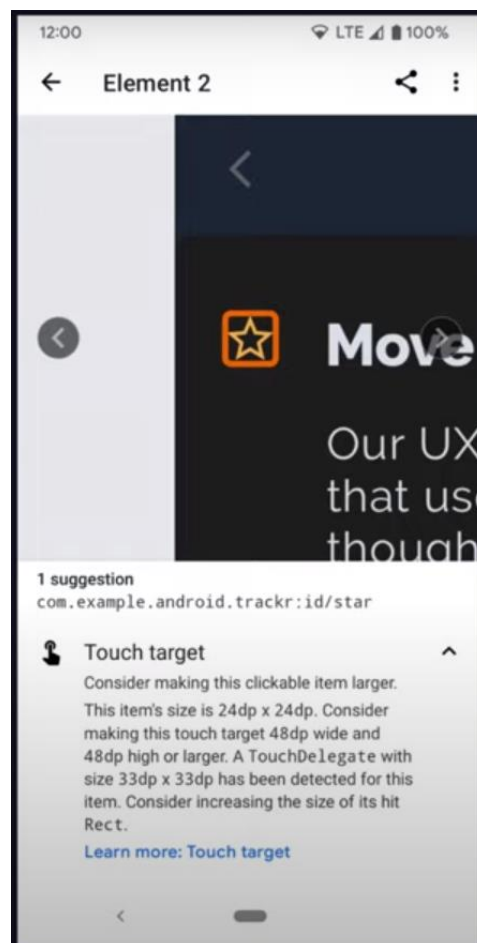 12:00 LTE 100%
Element 2
Our UX
that
1 suggestion
com.example.android.trackr:id/star
Touch target
Consider making this clickable item larger.
This item's size is 24dp x 24dp. Consider
making this touch target 48dp wide and
48dp high or larger. A TouchDelegate with
size 33dp x 33dp has been detected for this
item. Consider increasing the size of its hit
Rect.
Learn more: Touch target